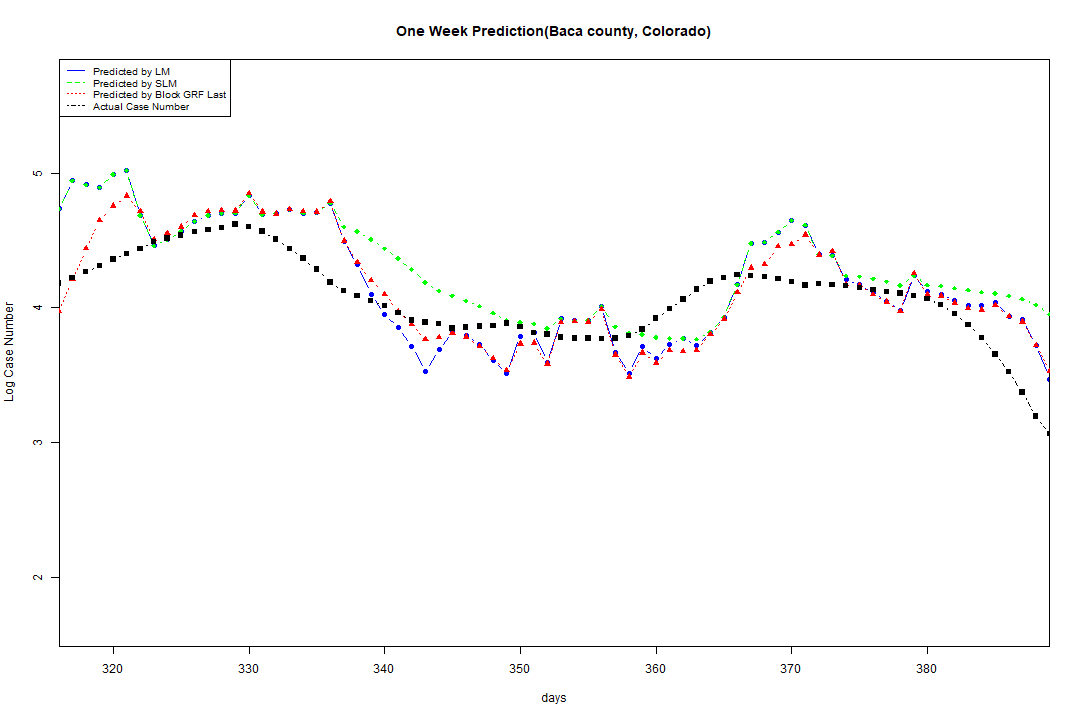 One Week Prediction(Baca county, Colorado)
Predicted by LM
Predicted by SLM
Predicted by Block GRF Last
Actual Case Number
5
4
3
2
Log Case Number
320 330 340 350 360 370 380
days